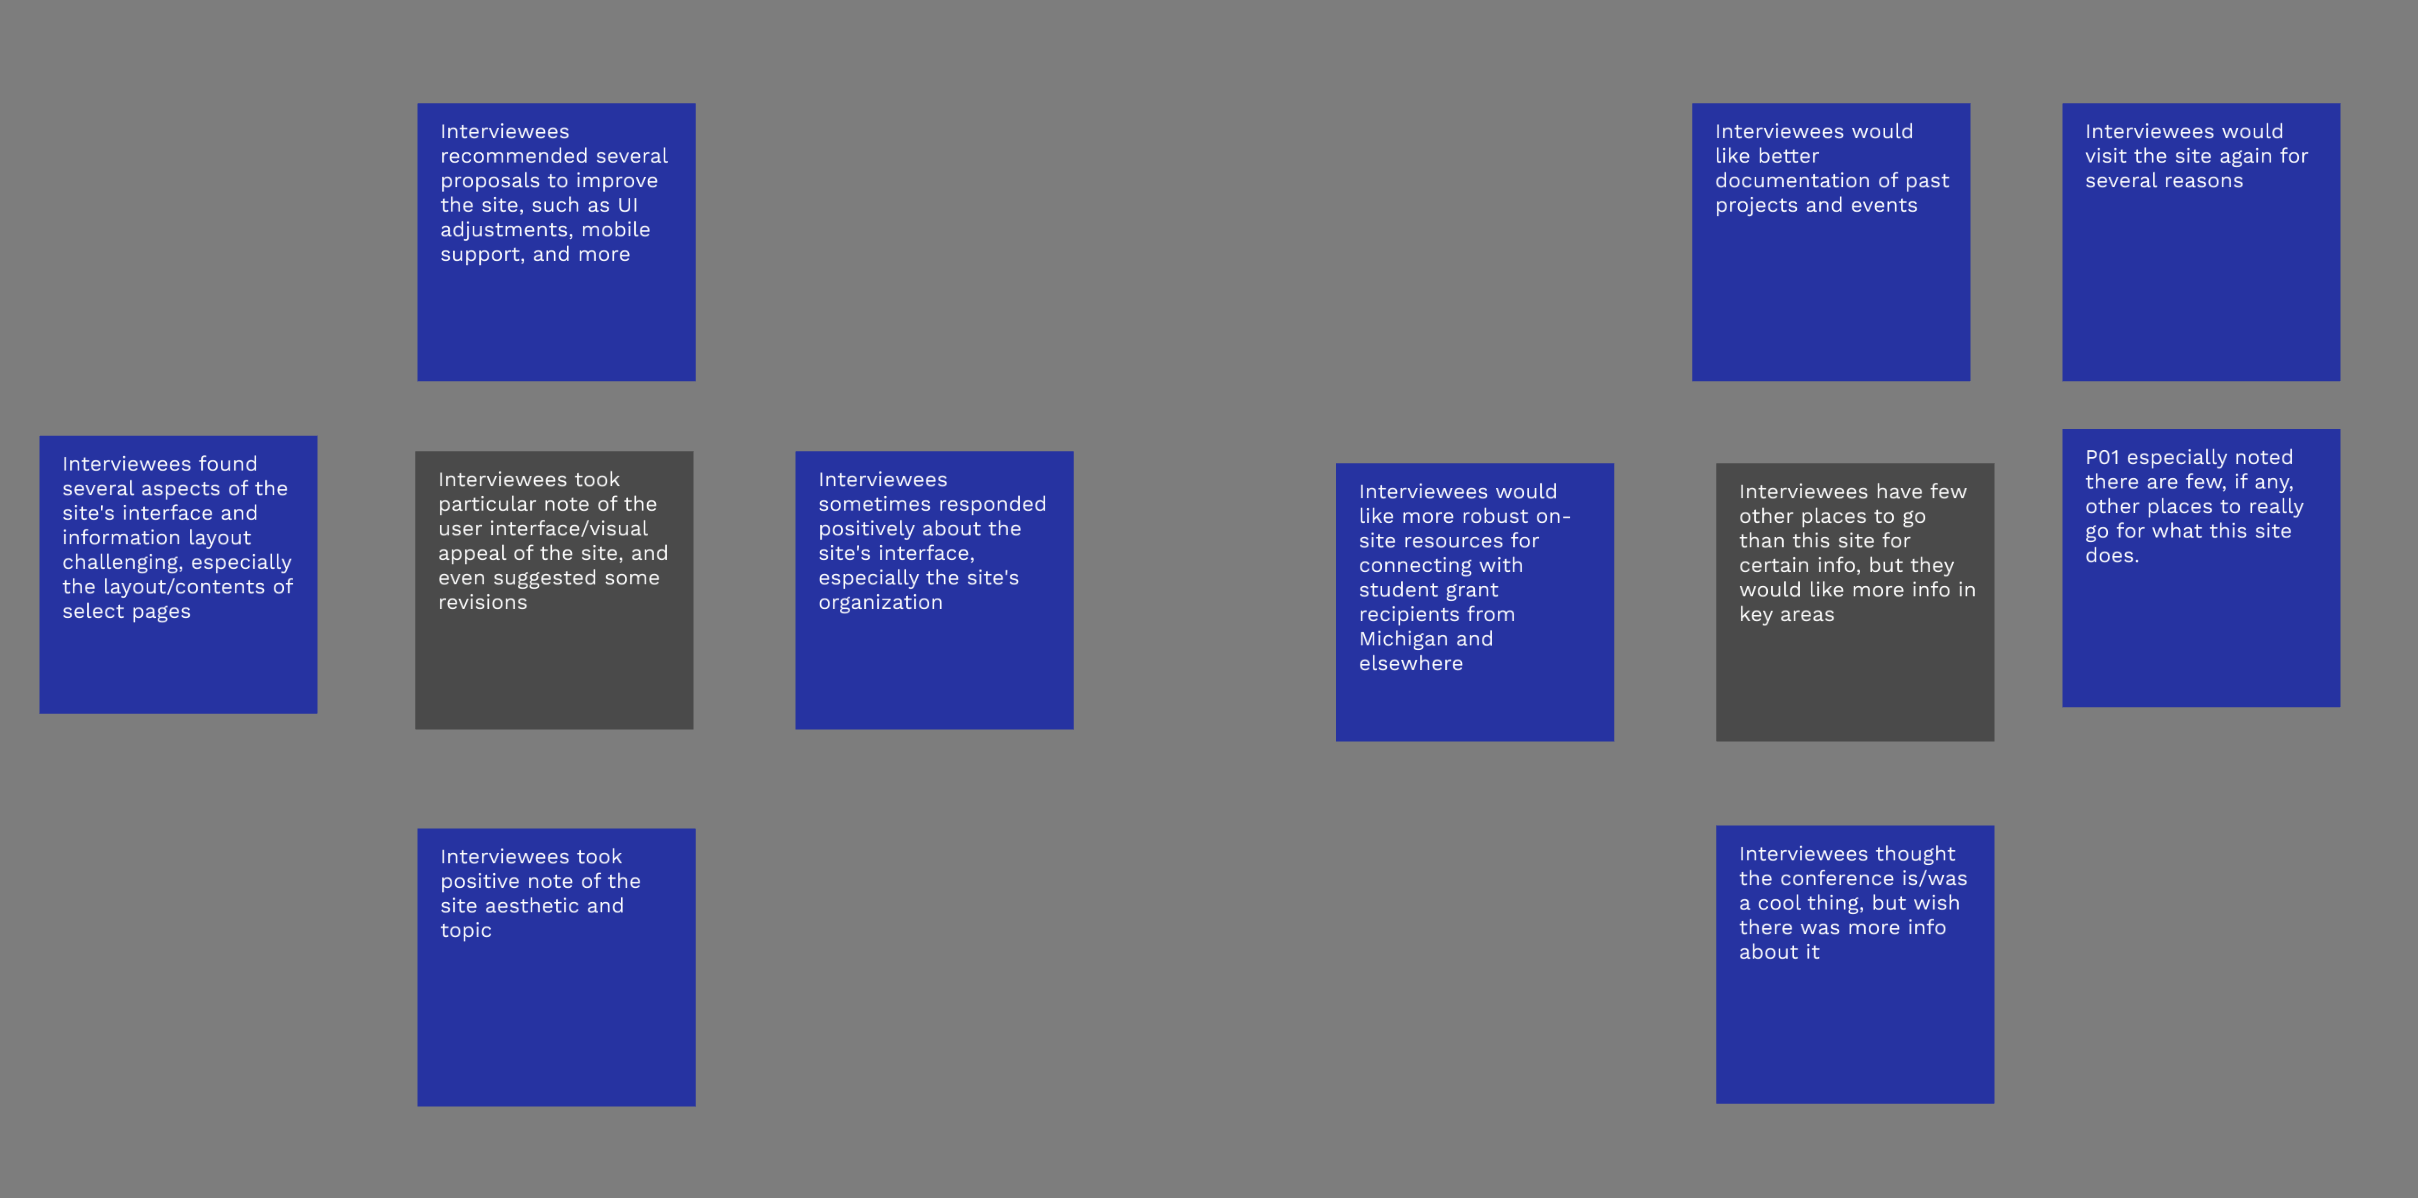 Interviewees
recommended several
proposals to improve
the site, such as UI
adjustments, mobile
support, and more
Interviewees would
like better
documentation of past
projects and events
Interviewees would
visit the site again for
several reasons
Interviewees found
several aspects of the
site's interface and
information layout
challenging, especially
the layout/contents of
select pages
Interviewees took
particular note of the
user interface/visual
appeal of the site, and
even suggested some
revisions
Interviewees
sometimes responded
positively about the
site's interface,
especially the site's
organization
Interviewees would
like more robust on-
site resources for
connecting with
student grant
recipients from
Michigan and
elsewhere
Interviewees have few
other places to go
than this site for
certain info, but they
would like more info in
key areas
P01 especially noted
there are few, if any,
other places to really
go for what this site
does.
Interviewees took
positive note of the
site aesthetic and
topic
Interviewees thought
the conference is/was
a cool thing, but wish
there was more info
about it